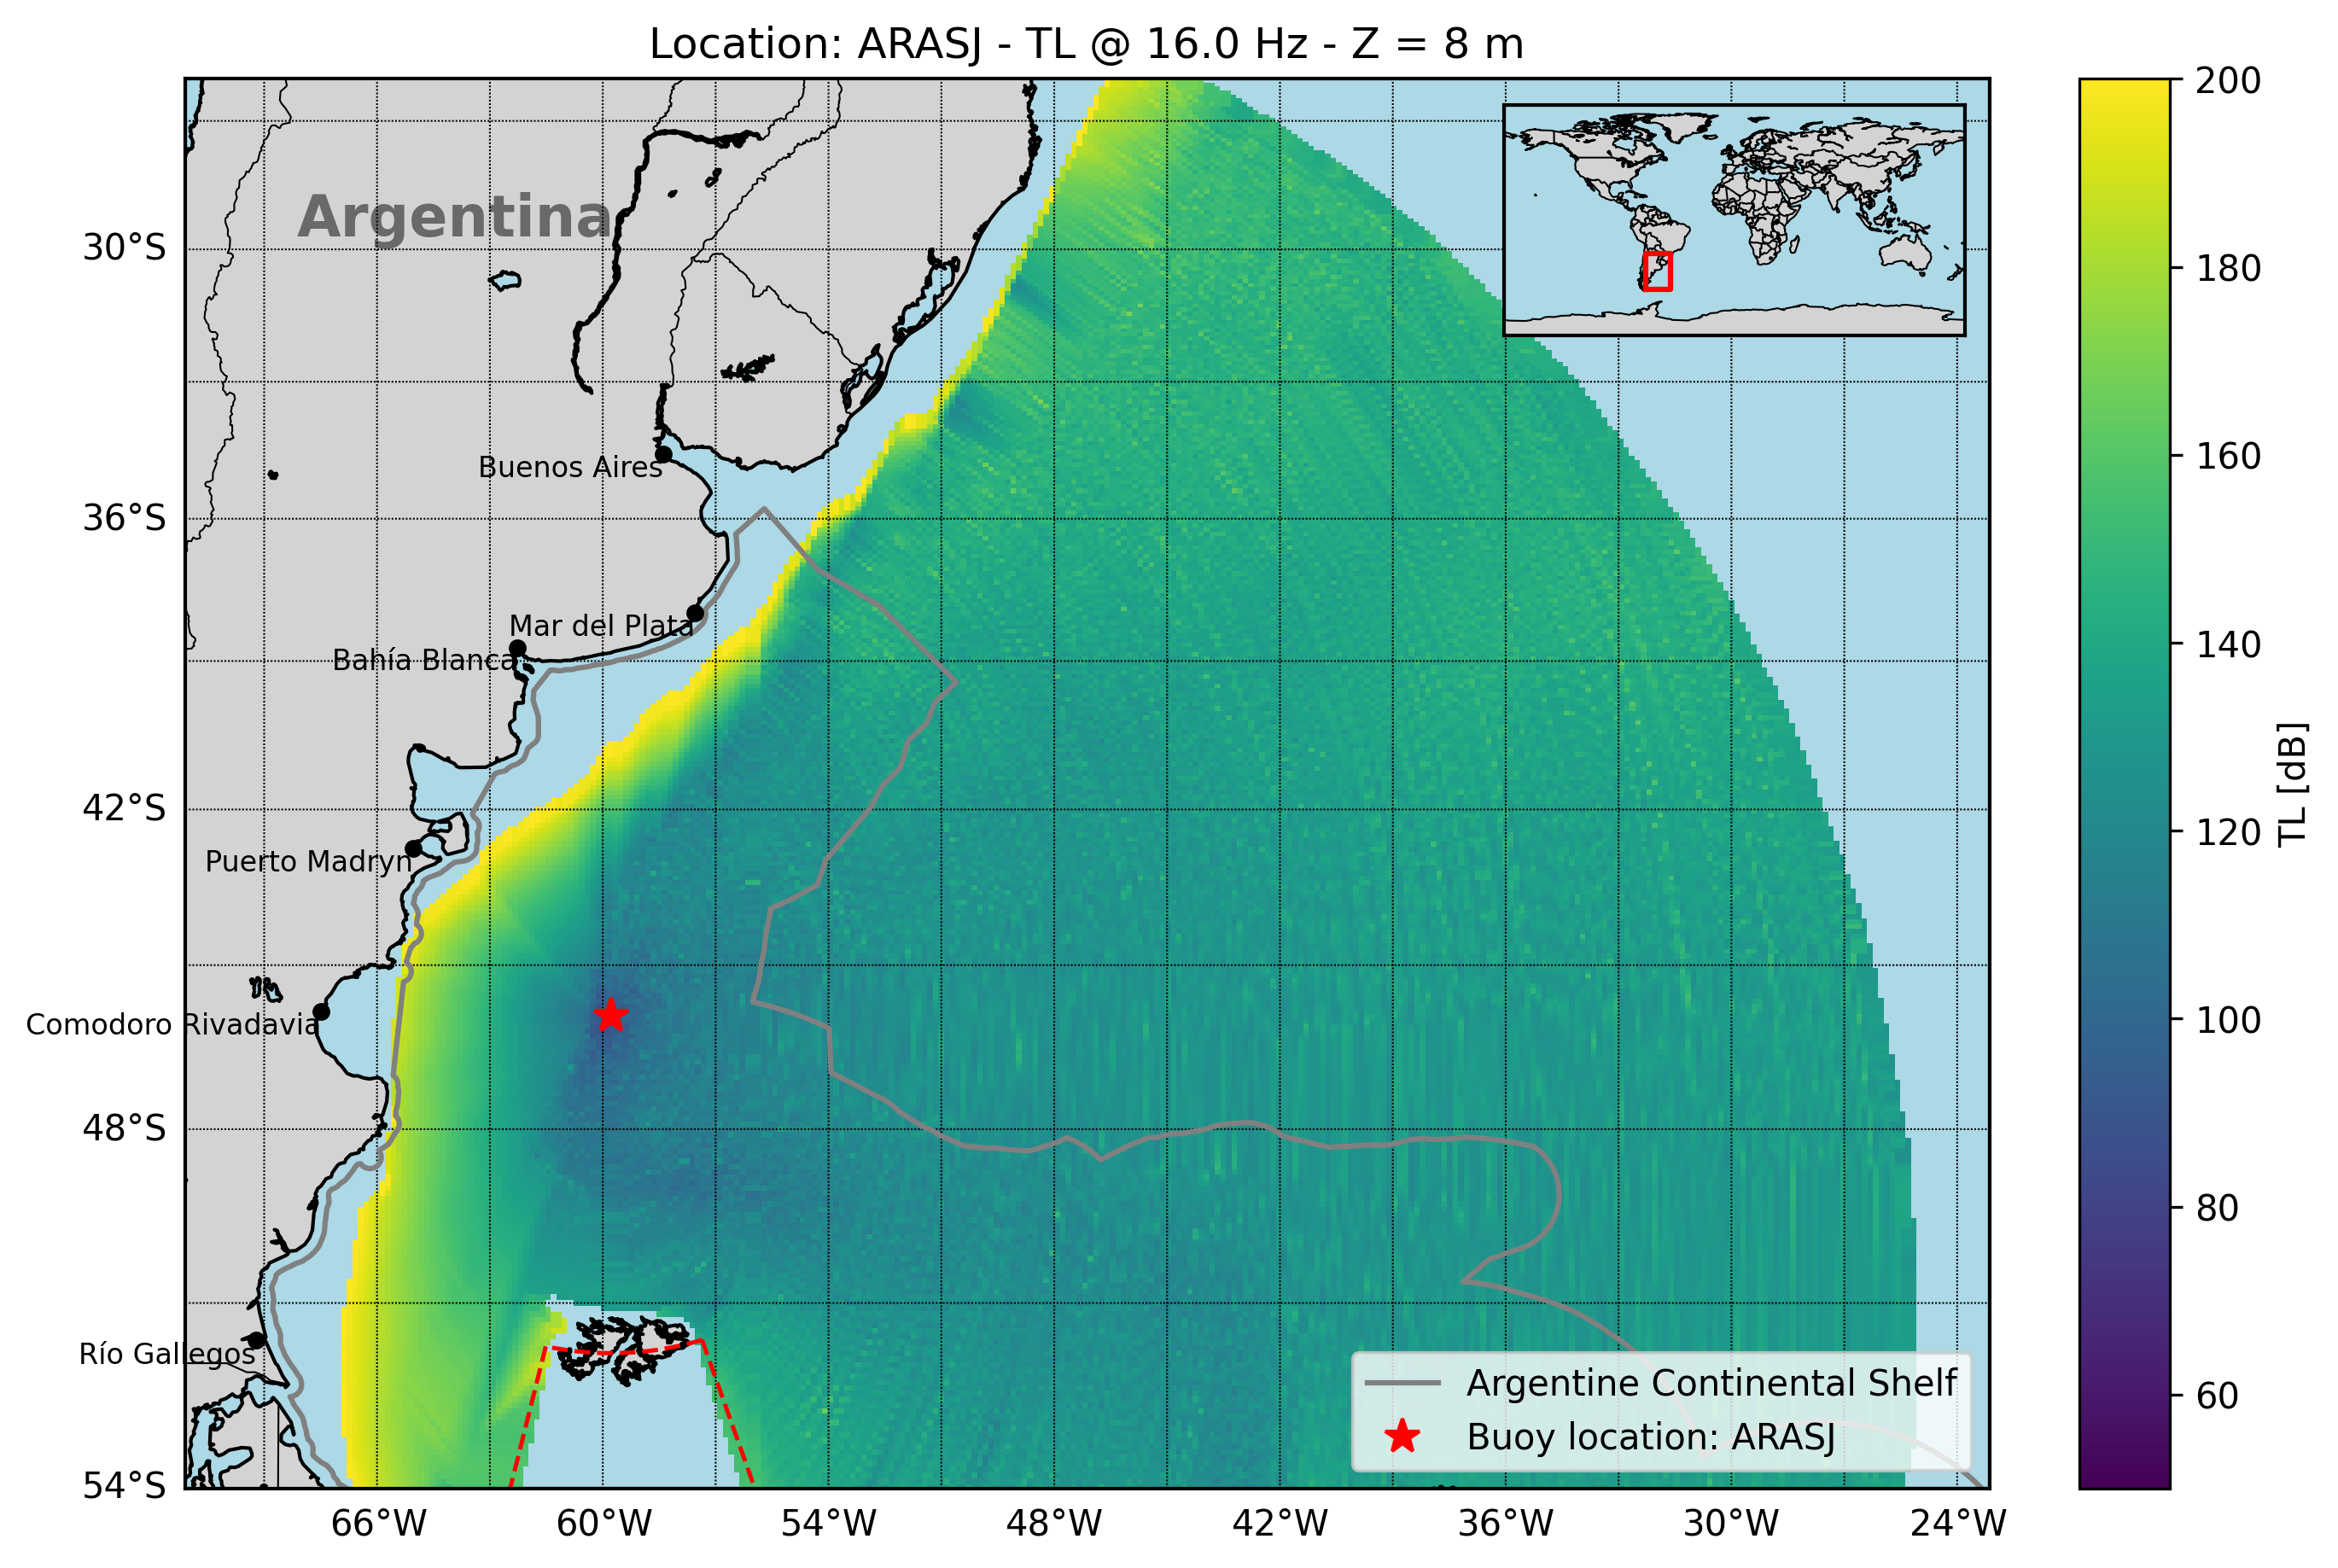 Location: ARASJ - TL @ 16.0 Hz - Z = 8 m
Argentina
Buenos Aires
Mar del Plata
Bahía Blanca
Puerto Madryn
Comodoro Rivadavia
Río Gallegos
30°S
36°S
42°S
48°S
54°S
66°W
60°W
54°W
48°W
42°W
36°W
30°W
24°W
Argentine Continental Shelf
Buoy location: ARASJ
200
180
160
140
120
100
80
60
TL [dB]